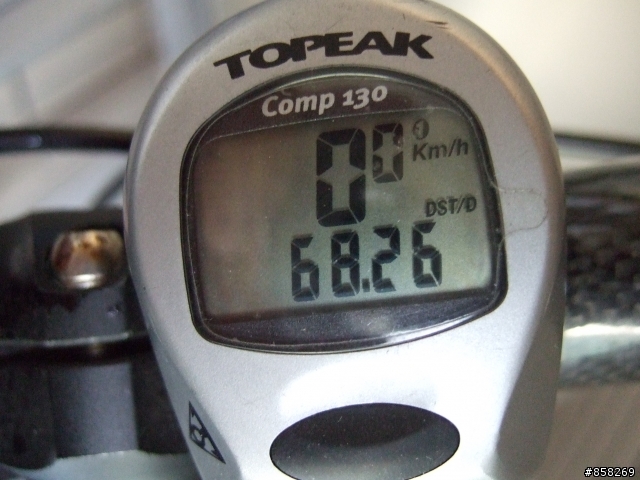 TOPEAK
Comp 130
00 Km/h
DST/D
68.26
#858269